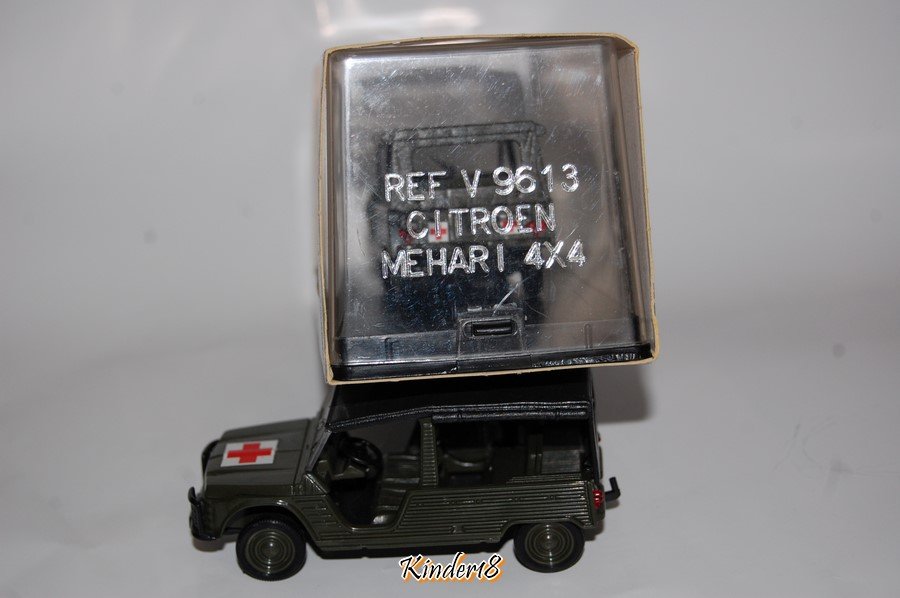 REF V 9613
CITROEN
MEHARI 4X4
Kinder18